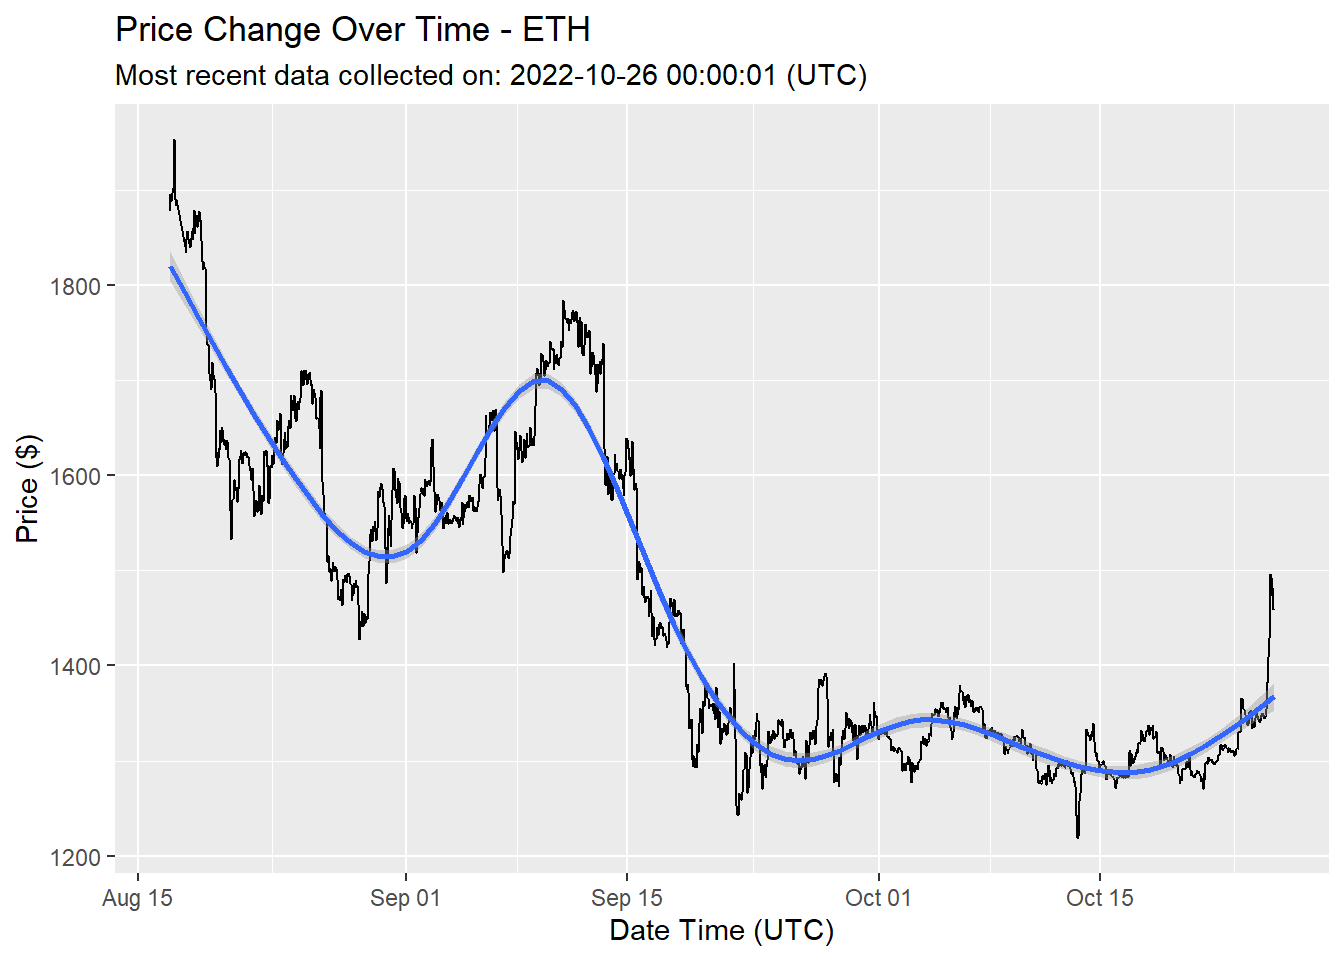 Price Change Over Time - ETH
Most recent data collected on: 2022-10-26 00:00:01 (UTC)
Price ($)
1800
1600
1400
1200
Aug 15 Sep 01 Sep 15 Oct 01 Oct 15
Date Time (UTC)